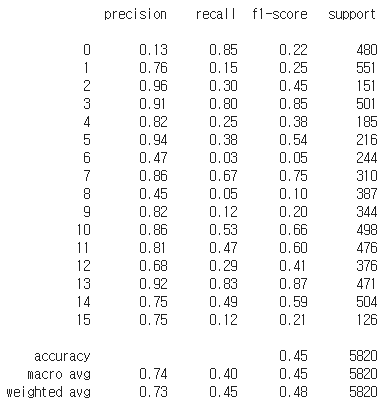 precision recall f1-score support
0 0.13 0.85 0.22 480
1 0.76 0.15 0.25 551
2 0.96 0.30 0.45 151
3 0.91 0.80 0.85 501
4 0.82 0.25 0.38 185
5 0.94 0.38 0.54 216
6 0.47 0.03 0.05 244
7 0.86 0.67 0.75 310
8 0.45 0.05 0.10 387
9 0.82 0.12 0.20 344
10 0.86 0.53 0.66 498
11 0.81 0.47 0.60 476
12 0.68 0.29 0.41 376
13 0.92 0.83 0.87 471
14 0.75 0.49 0.59 504
15 0.75 0.12 0.21 126
accuracy 0.45 5820
macro avg 0.74 0.40 0.45 5820
weighted avg 0.73 0.45 0.48 5820